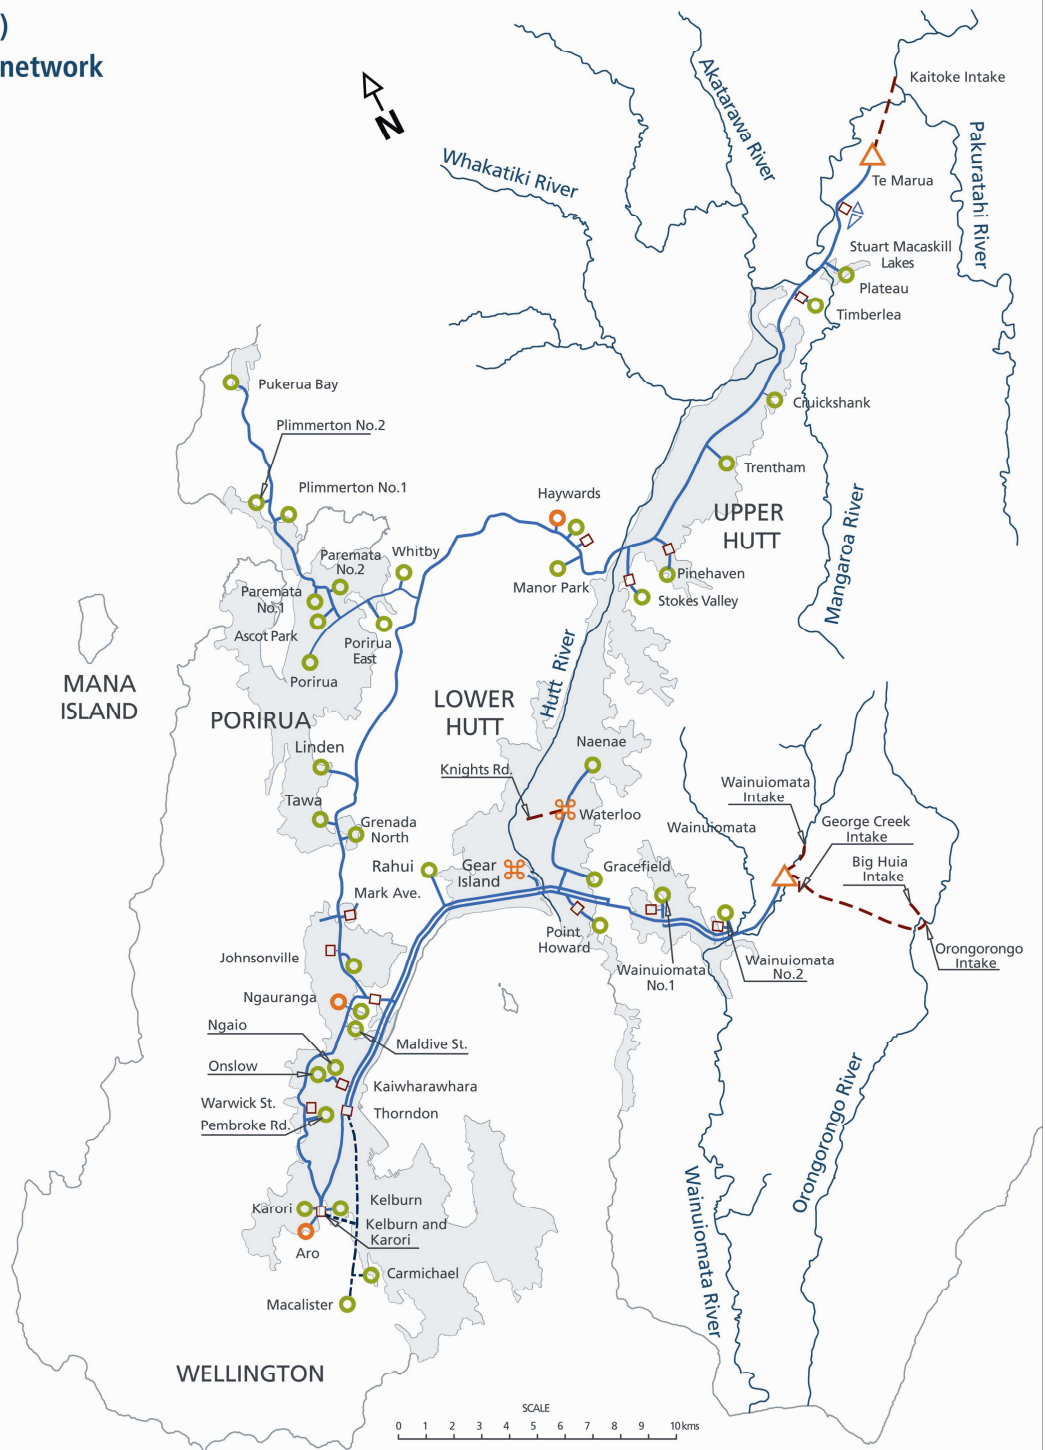 )
network
N
Kaitoke Intake
Akatarawa River
Whakatiki River
Pakuratahi River
Te Marua
Stuart Macaskill
Lakes
Plateau
Timberlea
Pukerua Bay
Cruickshank
Plimmerton No.2
Trentham
Plimmerton No.1
Haywards
UPPER
HUTT
Mangaroa River
Paremata
No.2
Whitby
Manor Park
Pinehaven
Paremata
No.1
Stokes Valley
Ascot Park
Porirua
East
Porirua
Hutt River
MANA
ISLAND
LOWER
HUTT
PORIRUA
Linden
Naenae
Knights Rd.
Wainuiomata
Intake
Tawa
Grenada
North
Waterloo
Wainuiomata
George Creek
Intake
Rahui
Gear
Island
Gracefield
Big Huia
Intake
Mark Ave.
Point
Howard
Orongorongo
Intake
Johnsonville
Wainuiomata
No.1
Wainuiomata
No.2
Ngauranga
Ngaio
Maldive St.
Onslow
Kaiwharawhara
Warwick St.
Thorndon
Pembroke Rd.
Orongorongo River
Wainuiomata River
Karori
Kelburn
Kelburn and
Karori
Aro
Carmichael
Macalister
WELLINGTON
SCALE
0 1 2 3 4 5 6 7 8 9 10kms